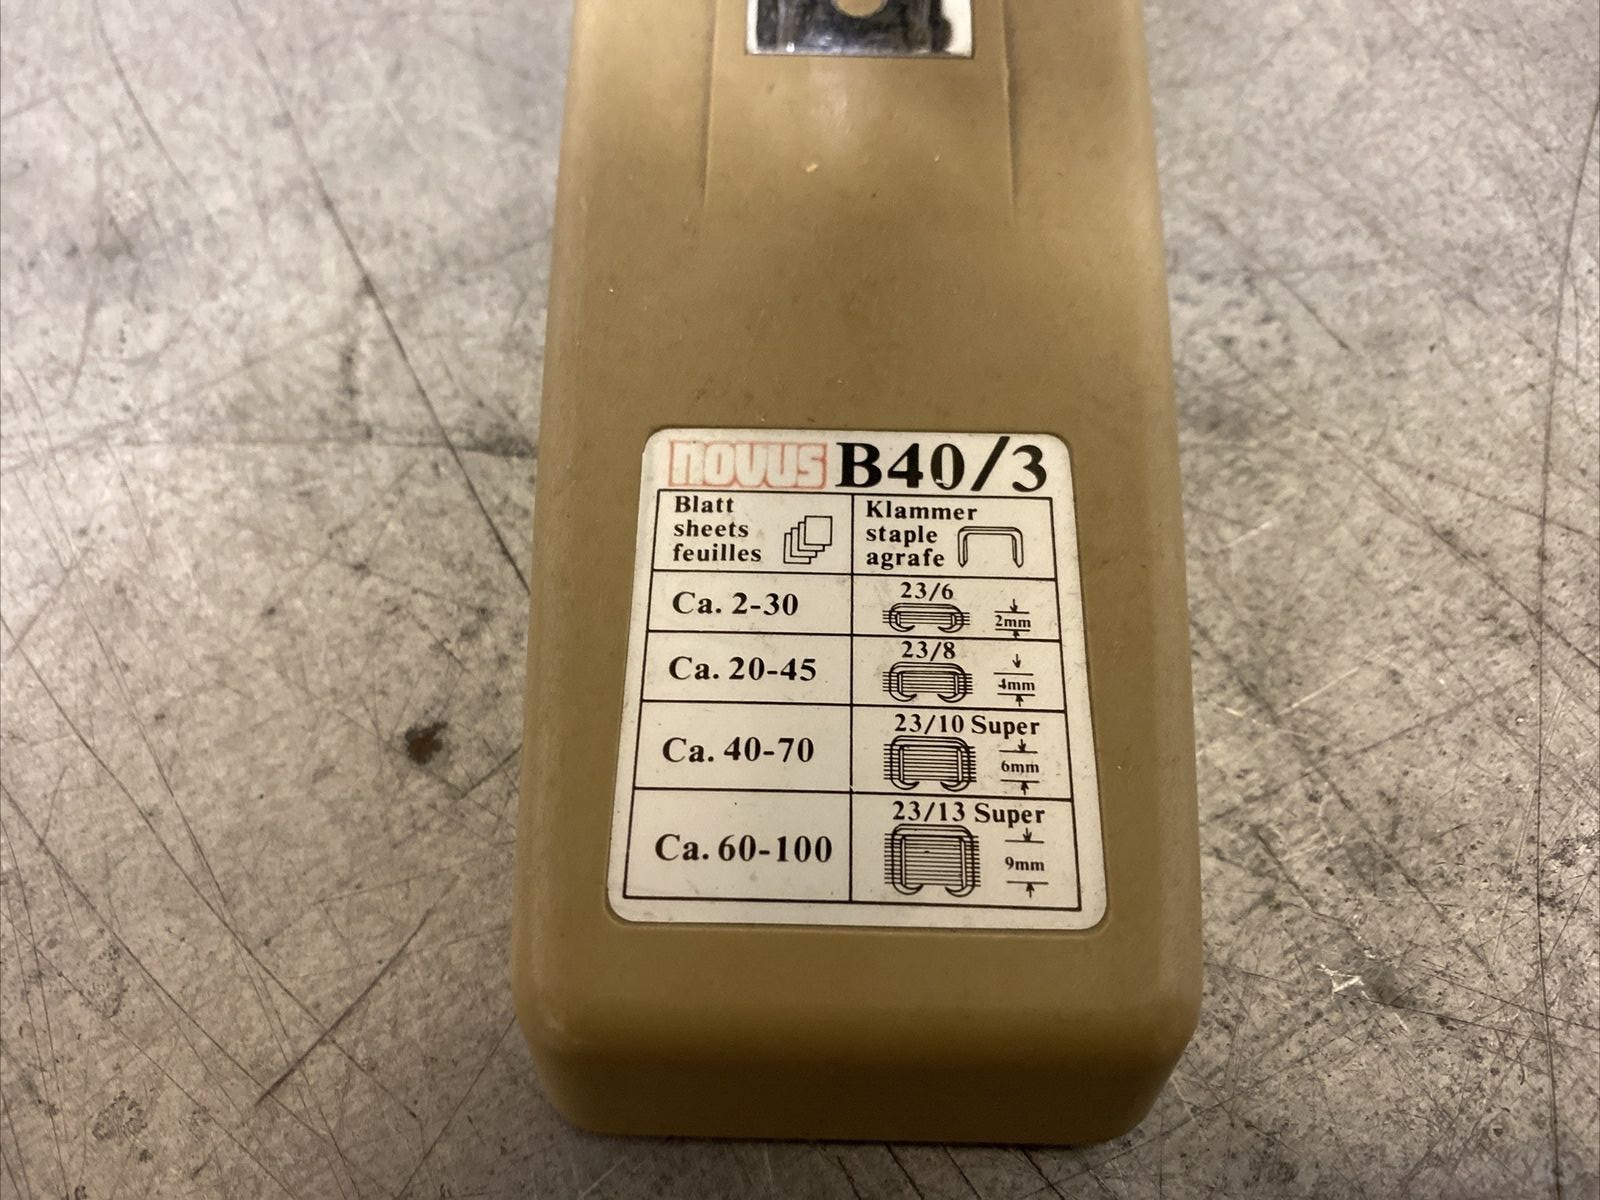 novus B40/3
Blatt
sheets
feuilles
Klammer
staple
agrafe
Ca. 2-30
23/6
2mm
Ca. 20-45
23/8
4mm
Ca. 40-70
23/10 Super
6mm
Ca. 60-100
23/13 Super
9mm